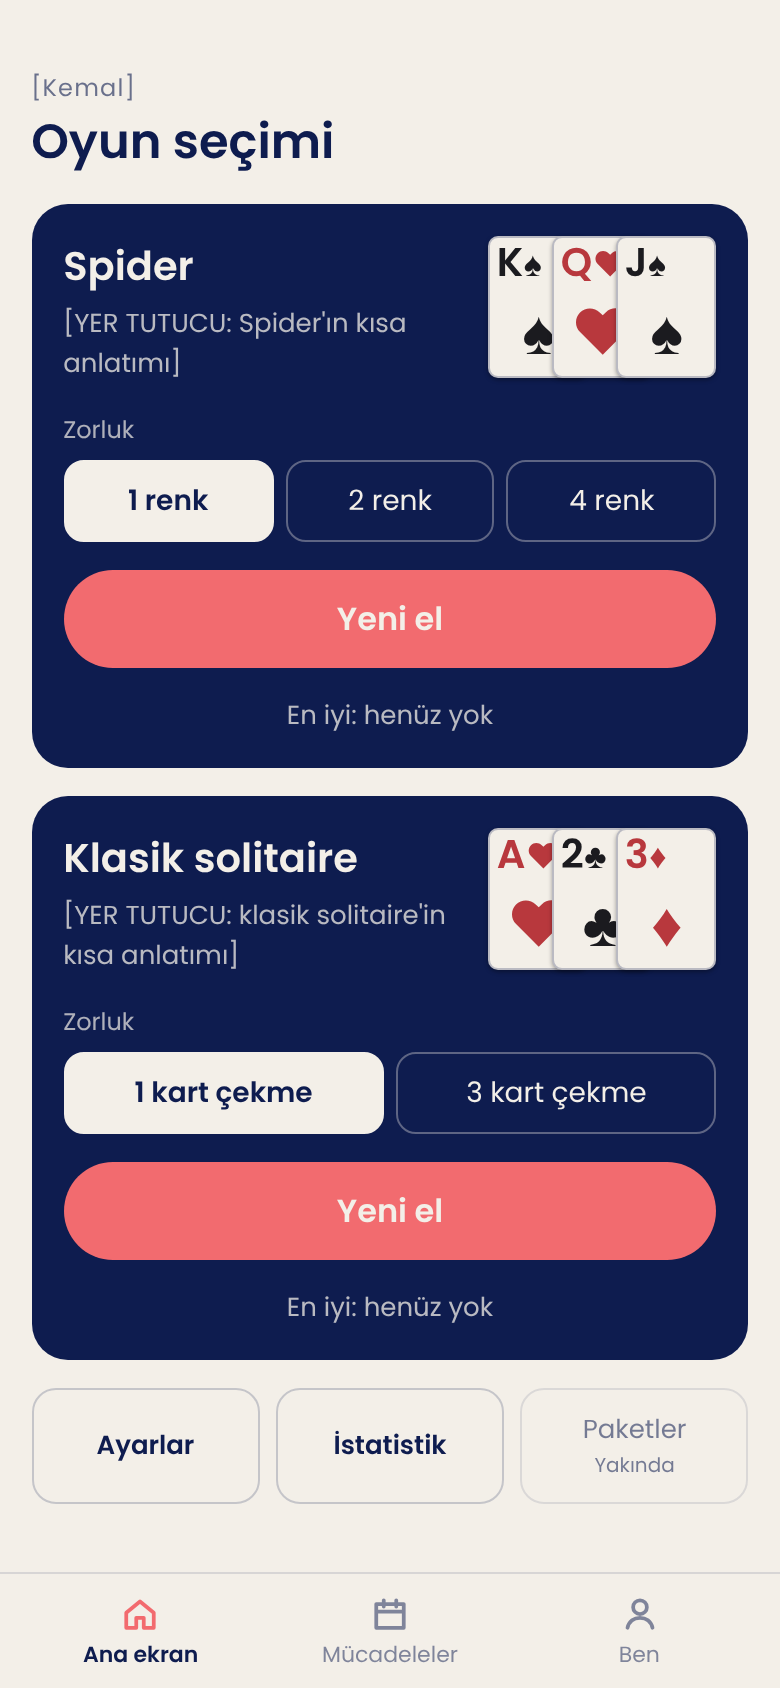 [Kemal]
Oyun seçimi
Spider
K♠ Q♥ J♠
[YER TUTUCU: Spider'ın kısa
anlatımı]
Zorluk
1 renk
2 renk
4 renk
Yeni el
En iyi: henüz yok
Klasik solitaire
A♥ 2♣ 3♦
[YER TUTUCU: klasik solitaire'in
kısa anlatımı]
Zorluk
1 kart çekme
3 kart çekme
Yeni el
En iyi: henüz yok
Ayarlar
İstatistik
Paketler
Yakında
Ana ekran
Mücadeleler
Ben